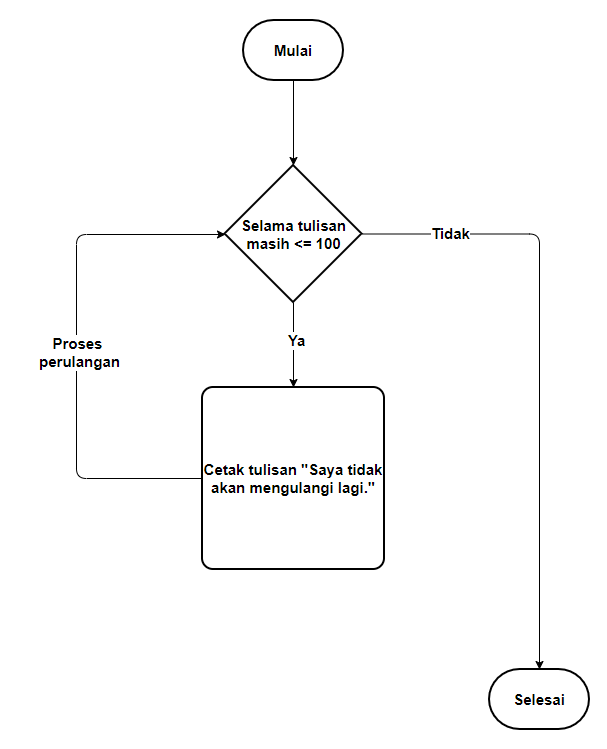 Mulai
Selama tulisan
masih <= 100
Tidak
Ya
Proses
perulangan
Cetak tulisan "Saya tidak
akan mengulangi lagi."
Selesai